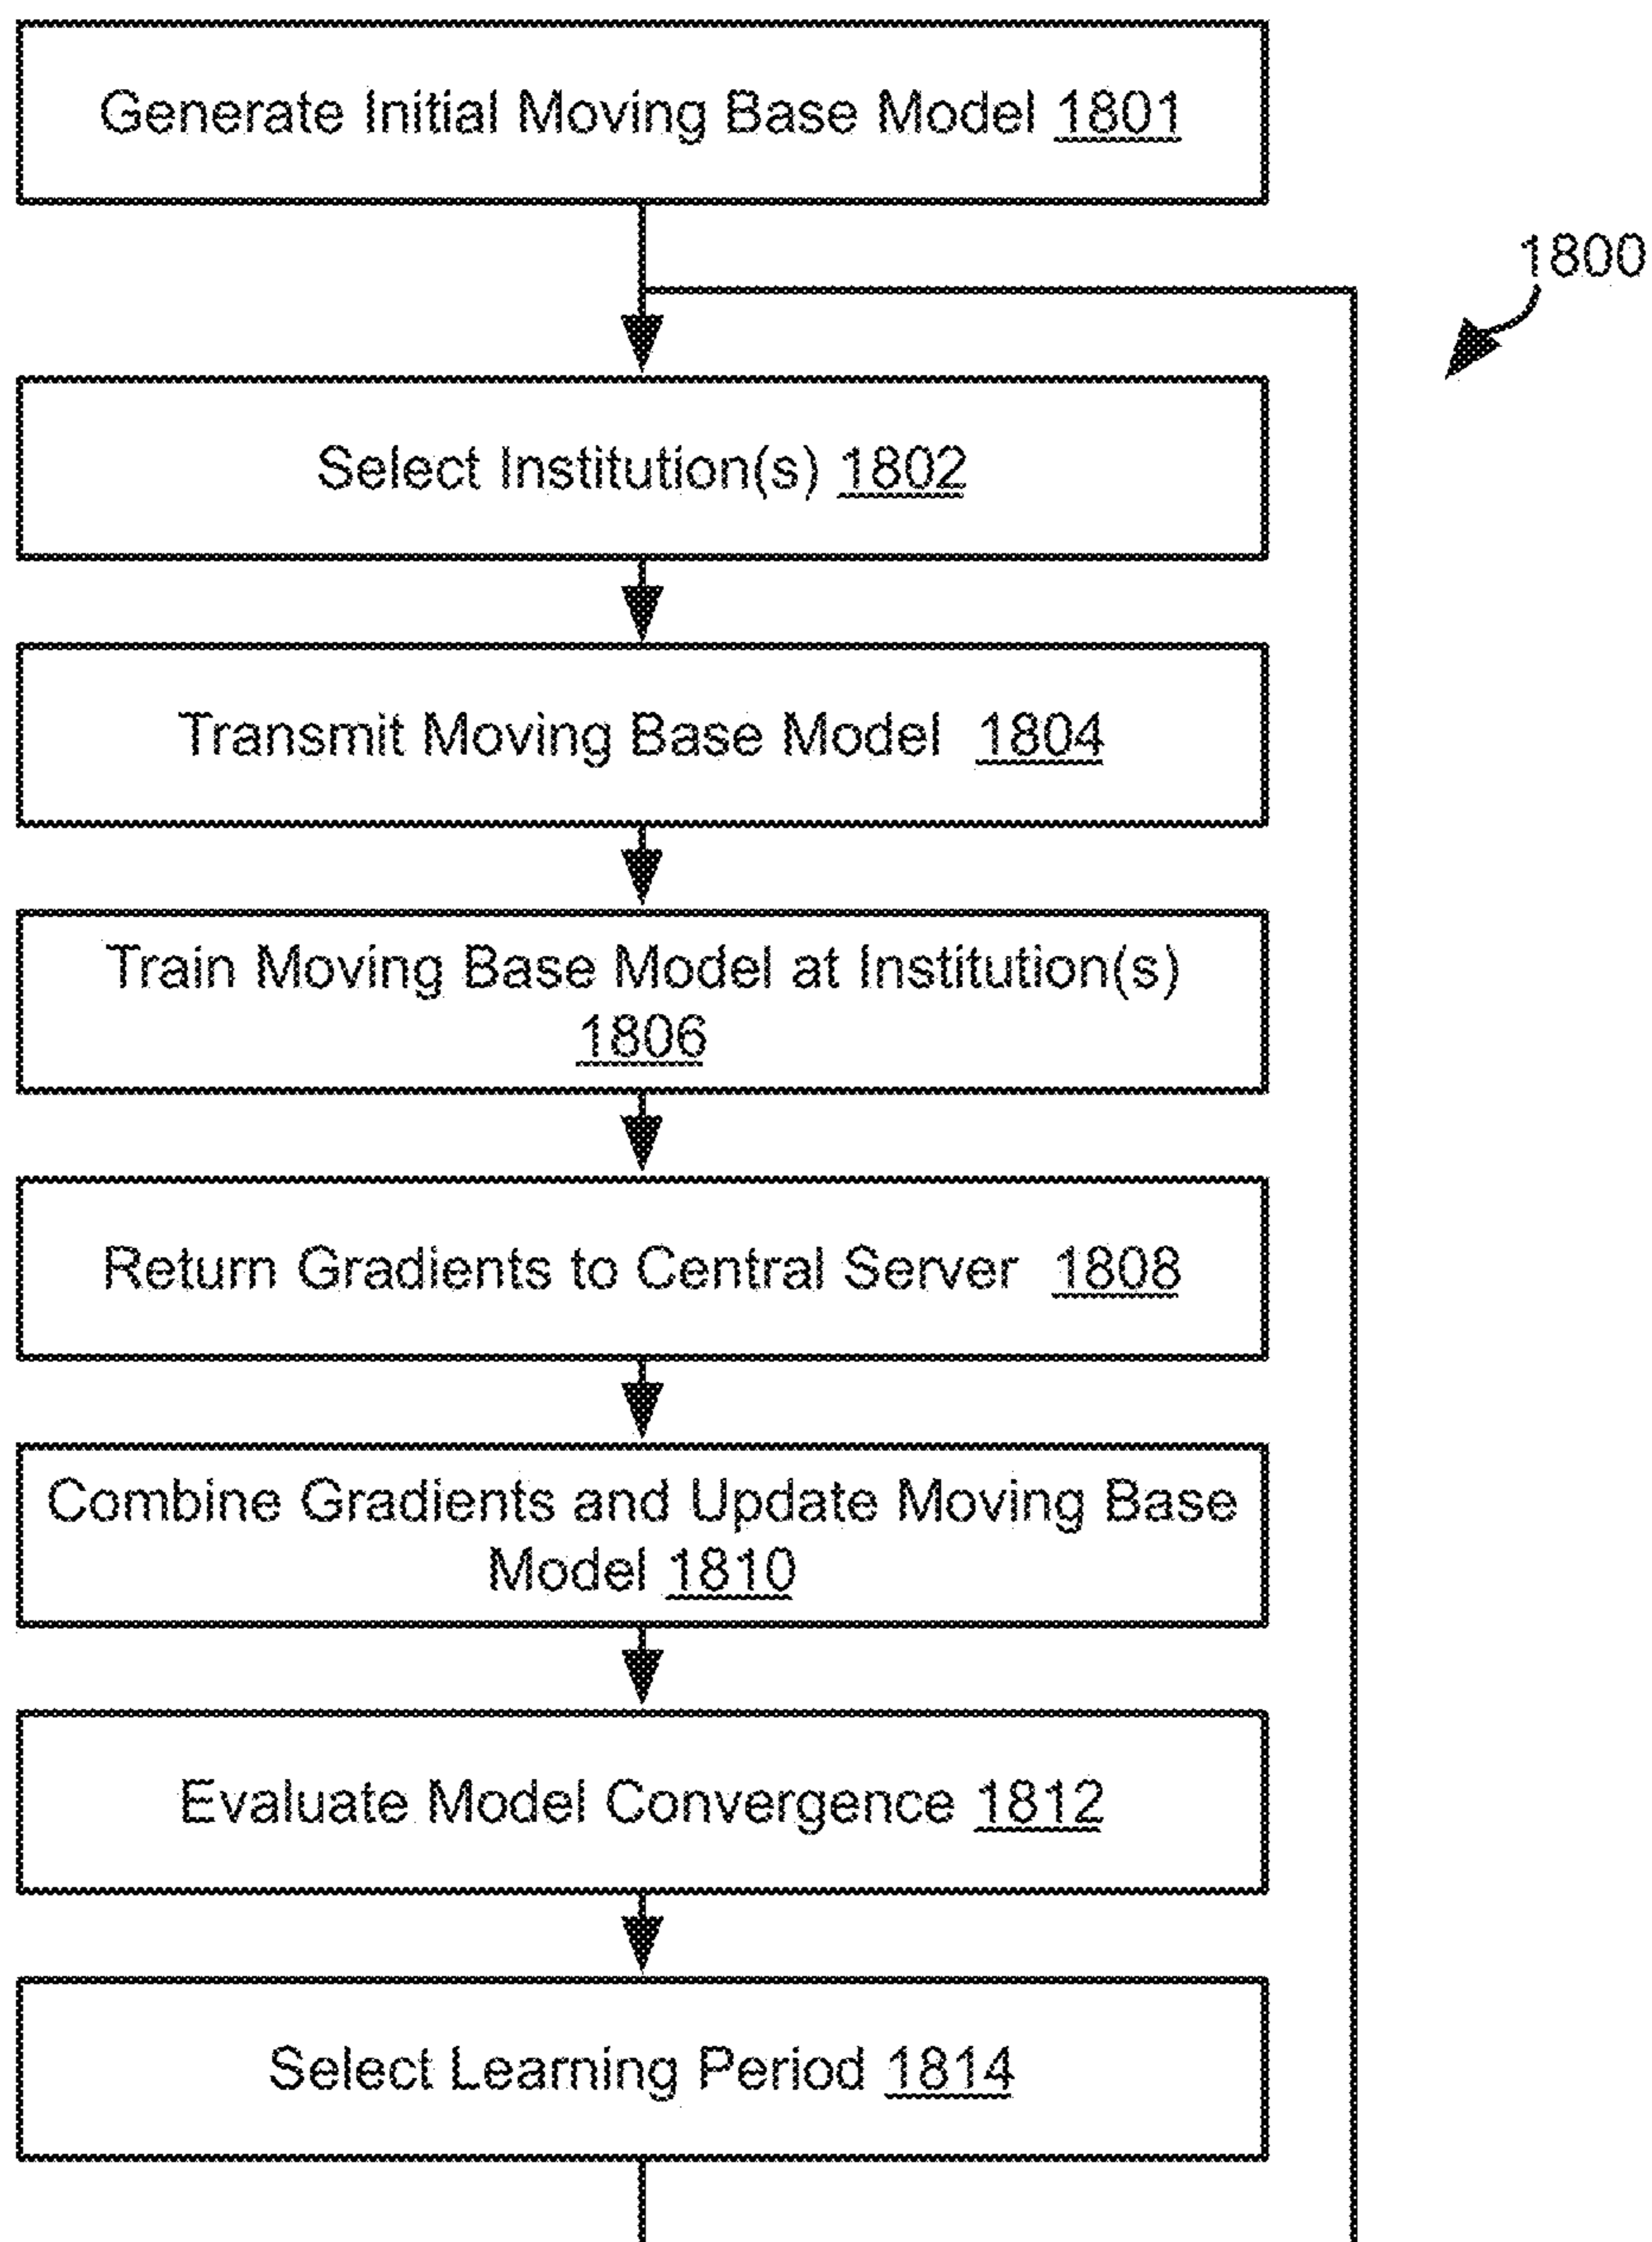 Generate Initial Moving Base Model 1801
1800
Select Institution(s) 1802
Transmit Moving Base Model 1804
Train Moving Base Model at Institution(s)
1806
Return Gradients to Central Server 1808
Combine Gradients and Update Moving Base
Model 1810
Evaluate Model Convergence 1812
Select Learning Period 1814